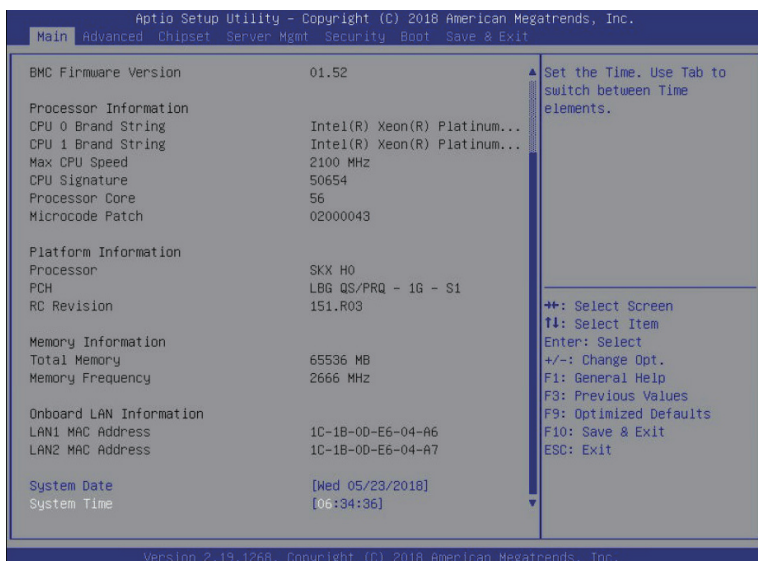 Aptio Setup Utility – Copyright (C) 2018 American Megatrends, Inc.
Main Advanced Chipset Server Mgmt Security Boot Save & Exit
BMC Firmware Version 01.52
Processor Information
CPU 0 Brand String Intel(R) Xeon(R) Platinum...
CPU 1 Brand String Intel(R) Xeon(R) Platinum...
Max CPU Speed 2100 MHz
CPU Signature 50654
Processor Core 56
Microcode Patch 02000043
Platform Information
Processor SKX H0
PCH LBG QS/PRQ - 1G - S1
RC Revision 151.R03
Memory Information
Total Memory 65536 MB
Memory Frequency 2666 MHz
Onboard LAN Information
LAN1 MAC Address 1C-1B-0D-E6-04-A6
LAN2 MAC Address 1C-1B-0D-E6-04-A7
System Date [Wed 05/23/2018]
System Time [06:34:36]
Set the Time. Use Tab to
switch between Time
elements.
→←: Select Screen
↑↓: Select Item
Enter: Select
+/-: Change Opt.
F1: General Help
F3: Previous Values
F9: Optimized Defaults
F10: Save & Exit
ESC: Exit
Version 2.19.1268. Copyright (C) 2018 American Megatrends, Inc.